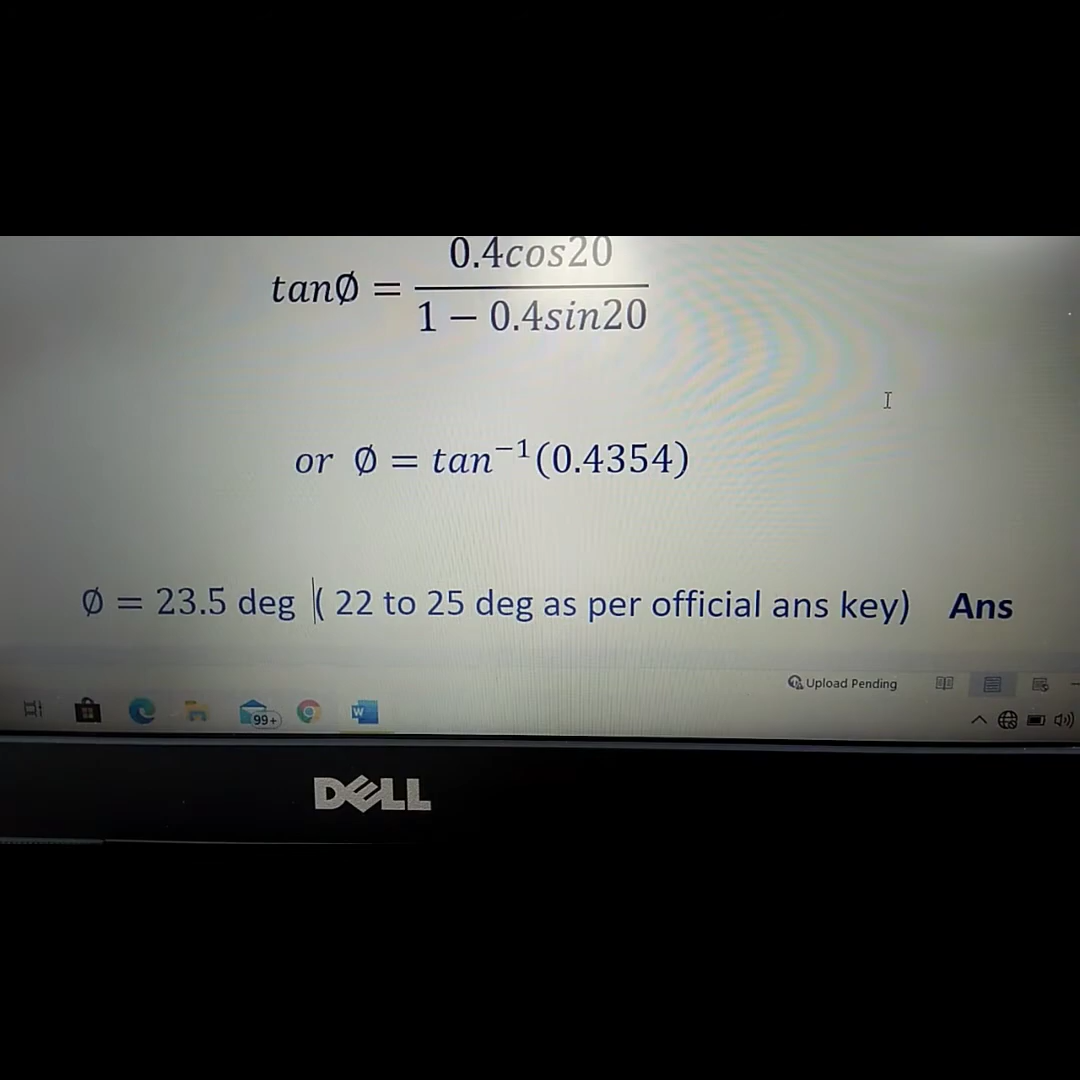 0.4cos20
tanØ =
1 − 0.4sin20
or Ø = tan⁻¹(0.4354)
Ø = 23.5 deg ( 22 to 25 deg as per official ans key) Ans
Upload Pending
99+
W
DELL